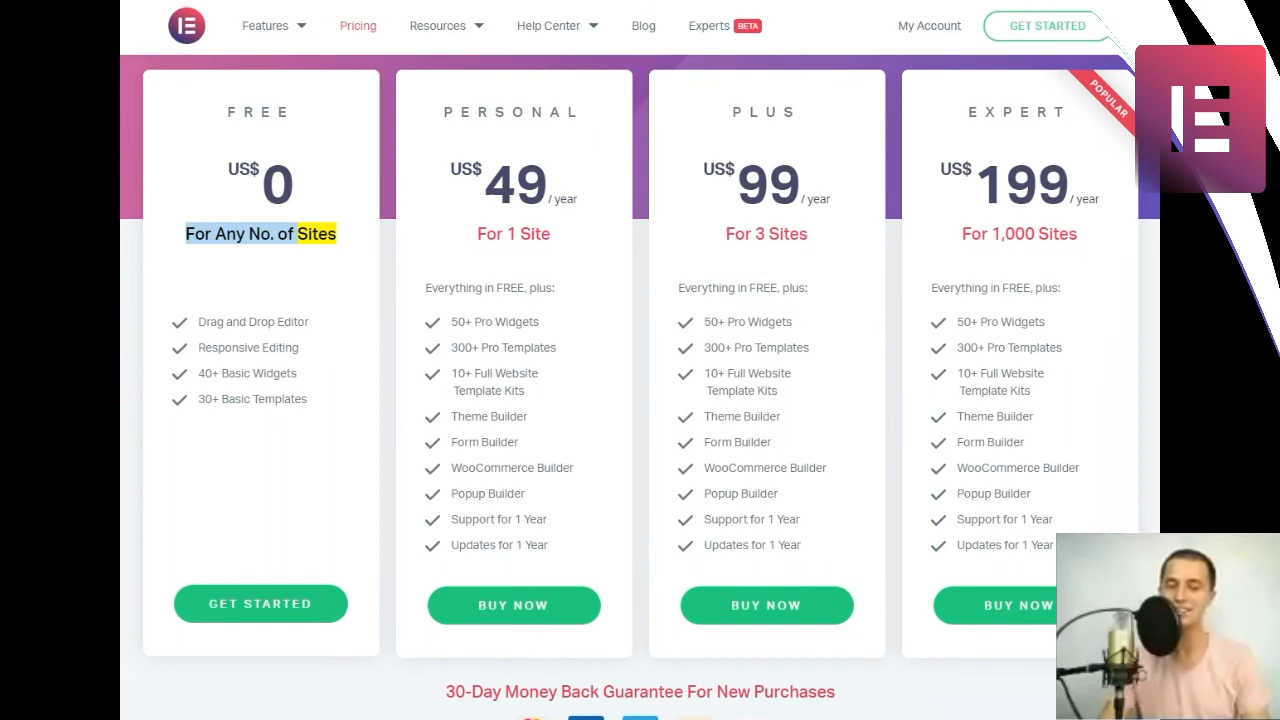 Features
Pricing
Resources
Help Center
Blog
Experts BETA
My Account
GET STARTED
FREE
US$ 0
For Any No. of Sites
Drag and Drop Editor
Responsive Editing
40+ Basic Widgets
30+ Basic Templates
GET STARTED
PERSONAL
US$ 49 / year
For 1 Site
Everything in FREE, plus:
50+ Pro Widgets
300+ Pro Templates
10+ Full Website
Template Kits
Theme Builder
Form Builder
WooCommerce Builder
Popup Builder
Support for 1 Year
Updates for 1 Year
BUY NOW
PLUS
US$ 99 / year
For 3 Sites
Everything in FREE, plus:
50+ Pro Widgets
300+ Pro Templates
10+ Full Website
Template Kits
Theme Builder
Form Builder
WooCommerce Builder
Popup Builder
Support for 1 Year
Updates for 1 Year
BUY NOW
POPULAR
EXPERT
US$ 199 / year
For 1,000 Sites
Everything in FREE, plus:
50+ Pro Widgets
300+ Pro Templates
10+ Full Website
Template Kits
Theme Builder
Form Builder
WooCommerce Builder
Popup Builder
Support for 1 Year
Updates for 1 Year
BUY NOW
30-Day Money Back Guarantee For New Purchases